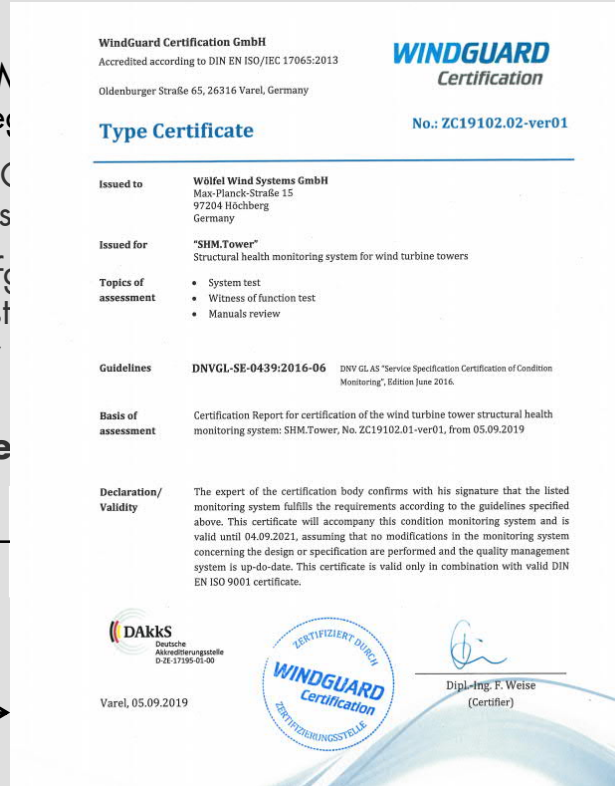 WindGuard Certification GmbH
Accredited according to DIN EN ISO/IEC 17065:2013
Oldenburger Straße 65, 26316 Varel, Germany
WINDGUARD
Certification
Type Certificate
No.: ZC19102.02-ver01
Issued to
Wölfel Wind Systems GmbH
Max-Planck-Straße 15
97204 Höchberg
Germany
Issued for
"SHM.Tower"
Structural health monitoring system for wind turbine towers
Topics of
assessment
• System test
• Witness of function test
• Manuals review
Guidelines
DNVGL-SE-0439:2016-06
DNV GL AS "Service Specification Certification of Condition
Monitoring", Edition June 2016.
Basis of
assessment
Certification Report for certification of the wind turbine tower structural health
monitoring system: SHM.Tower, No. ZC19102.01-ver01, from 05.09.2019
Declaration/
Validity
The expert of the certification body confirms with his signature that the listed
monitoring system fulfills the requirements according to the guidelines specified
above. This certificate will accompany this condition monitoring system and is
valid until 04.09.2021, assuming that no modifications in the monitoring system
concerning the design or specification are performed and the quality management
system is up-do-date. This certificate is valid only in combination with valid DIN
EN ISO 9001 certificate.
DAkkS
Deutsche
Akkreditierungsstelle
D-ZE-17195-01-00
ZERTIFIZIERT DURCH
WINDGUARD
Certification
ZERTIFIZIERUNGSSTELLE
Dipl.-Ing. F. Weise
(Certifier)
Varel, 05.09.2019